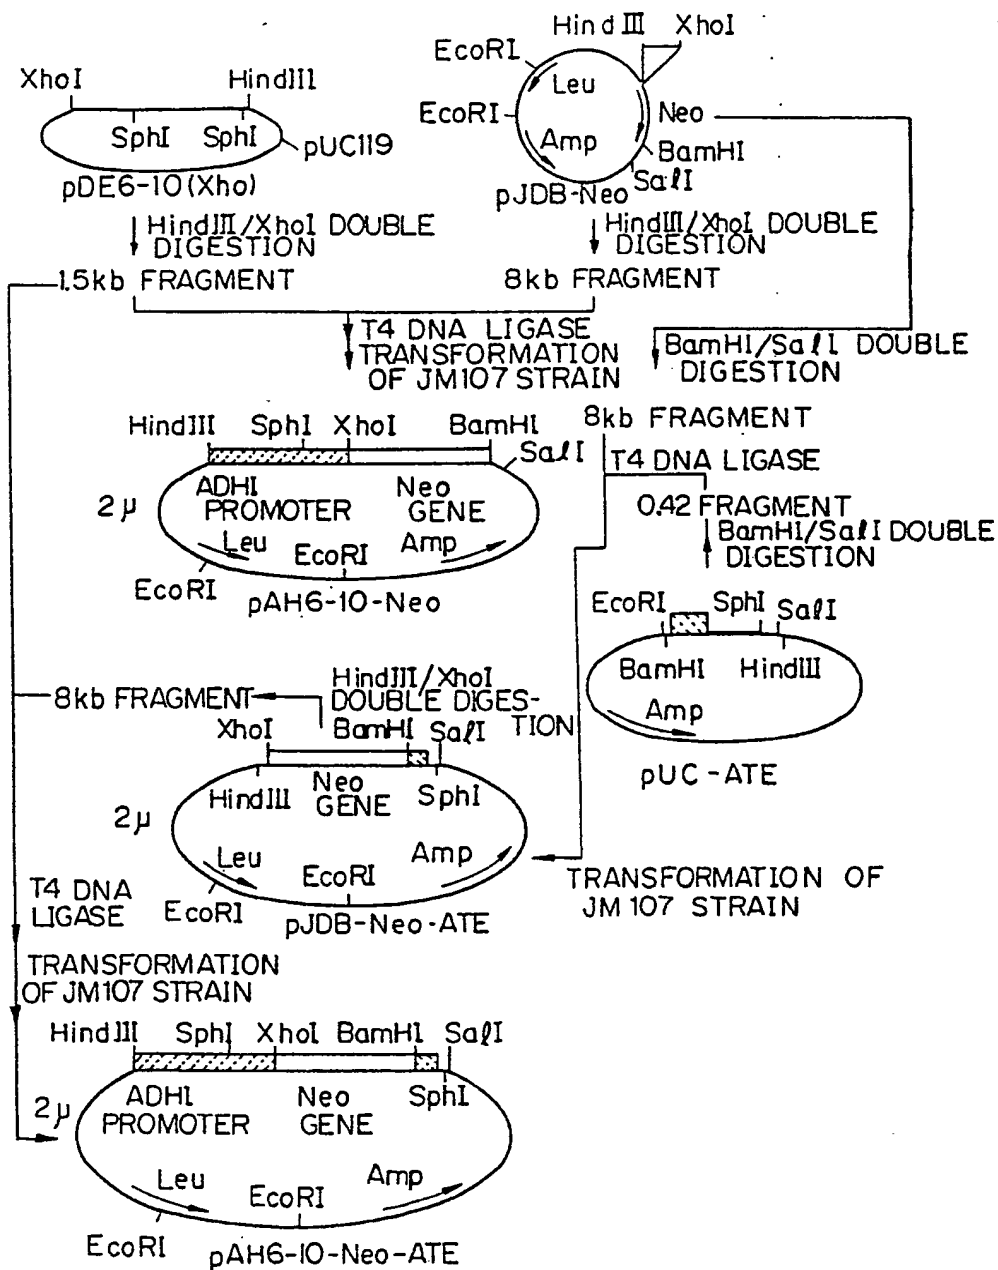 XhoI
HindIII
SphI
SphI
pUC119
pDE6-10(Xho)
HindIII/XhoI DOUBLE
DIGESTION
1.5kb FRAGMENT
HindIII
XhoI
EcoRI
Leu
EcoRI
Neo
Amp
BamHI
SalI
pJDB-Neo
HindIII/XhoI DOUBLE
DIGESTION
8kb FRAGMENT
T4 DNA LIGASE
TRANSFORMATION
OF JM107 STRAIN
BamHI/SalI DOUBLE
DIGESTION
8kb FRAGMENT
T4 DNA LIGASE
0.42 FRAGMENT
BamHI/SalI DOUBLE
DIGESTION
HindIII
SphI
XhoI
BamHI
SalI
2μ
ADHI
PROMOTER
Neo
GENE
Leu
EcoRI
Amp
EcoRI
pAH6-10-Neo
EcoRI
SphI
SalI
BamHI
HindIII
Amp
pUC-ATE
8kb FRAGMENT
HindIII/XhoI
DOUBLE DIGES-
TION
XhoI
BamHI
SalI
HindIII
Neo
GENE
SphI
2μ
Leu
EcoRI
Amp
EcoRI
pJDB-Neo-ATE
TRANSFORMATION OF
JM107 STRAIN
T4 DNA
LIGASE
TRANSFORMATION
OF JM107 STRAIN
HindIII
SphI
XhoI
BamHI
SalI
2μ
ADHI
PROMOTER
Neo
GENE
SphI
Leu
EcoRI
Amp
EcoRI
pAH6-10-Neo-ATE